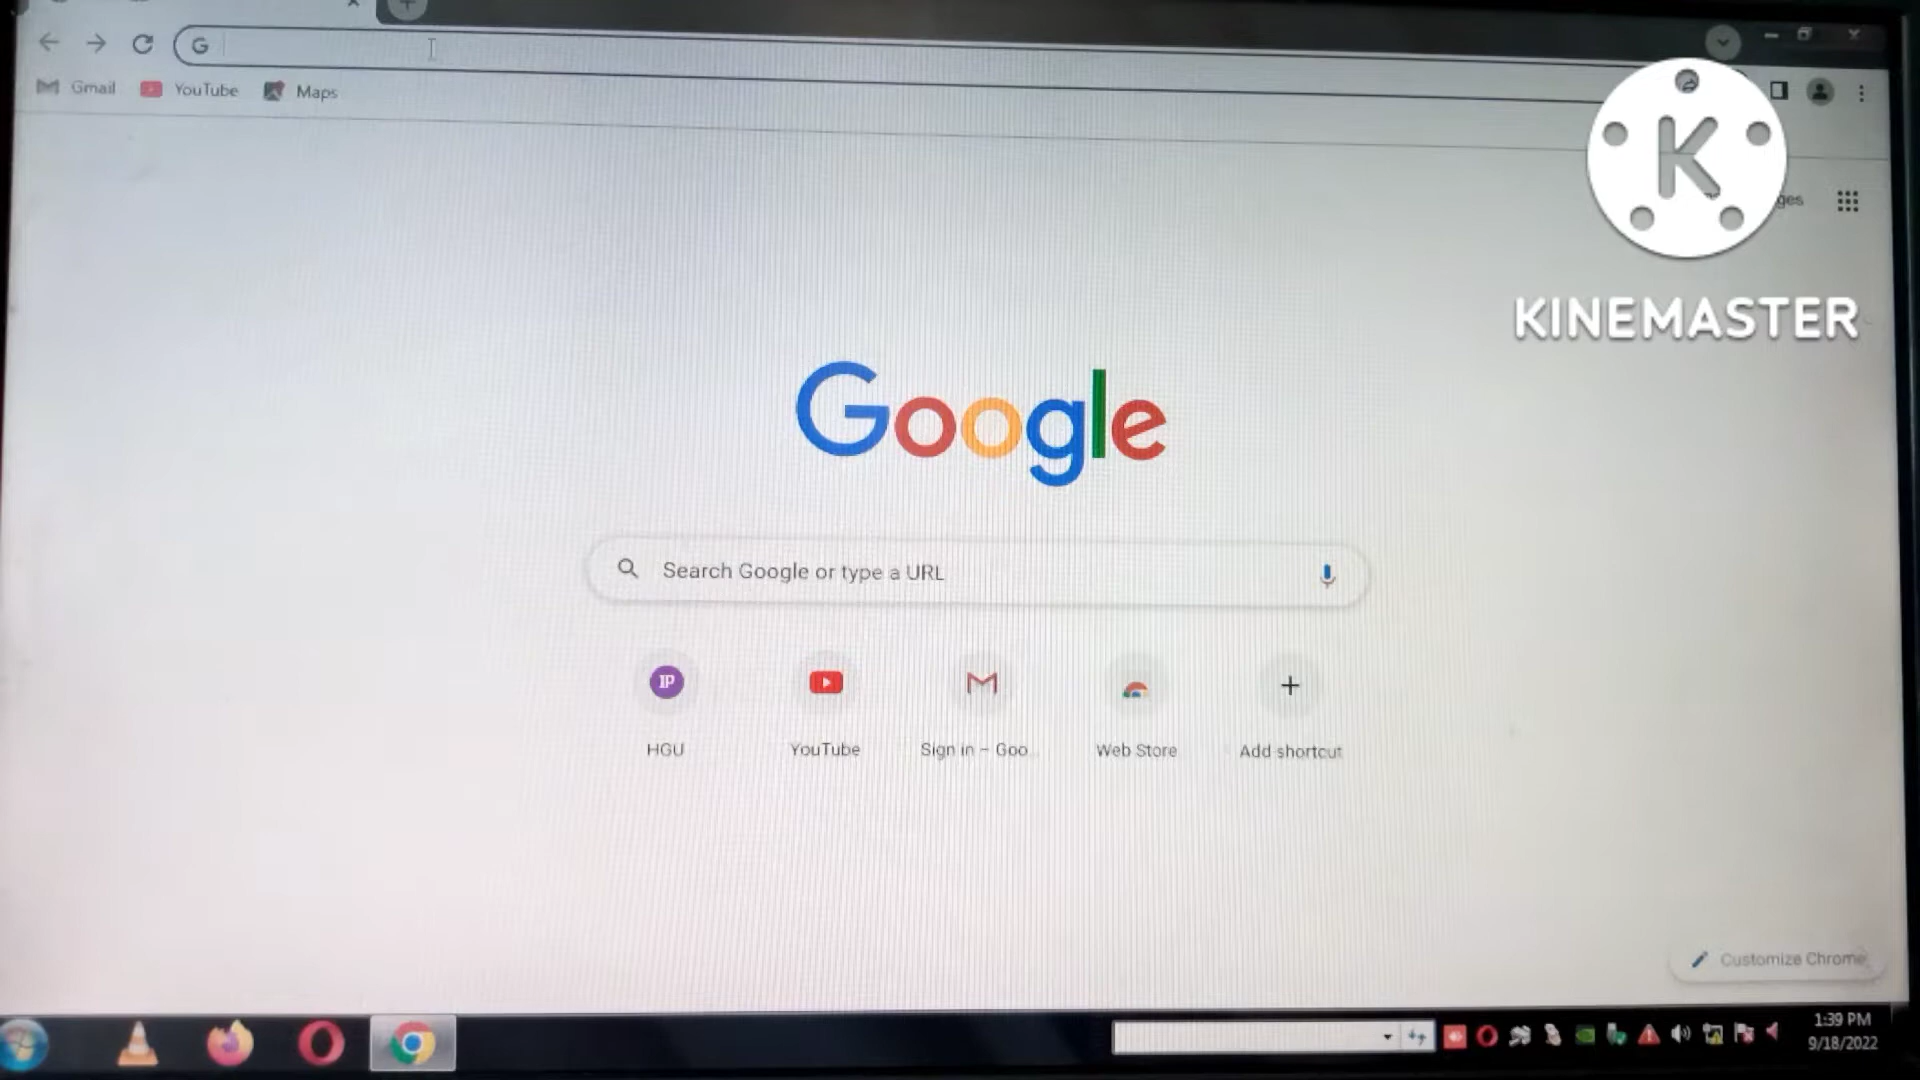 Gmail YouTube Maps
ges
KINEMASTER
Google
Search Google or type a URL
HGU YouTube Sign in – Goo... Web Store Add shortcut
Customize Chrome
1:39 PM
9/18/2022